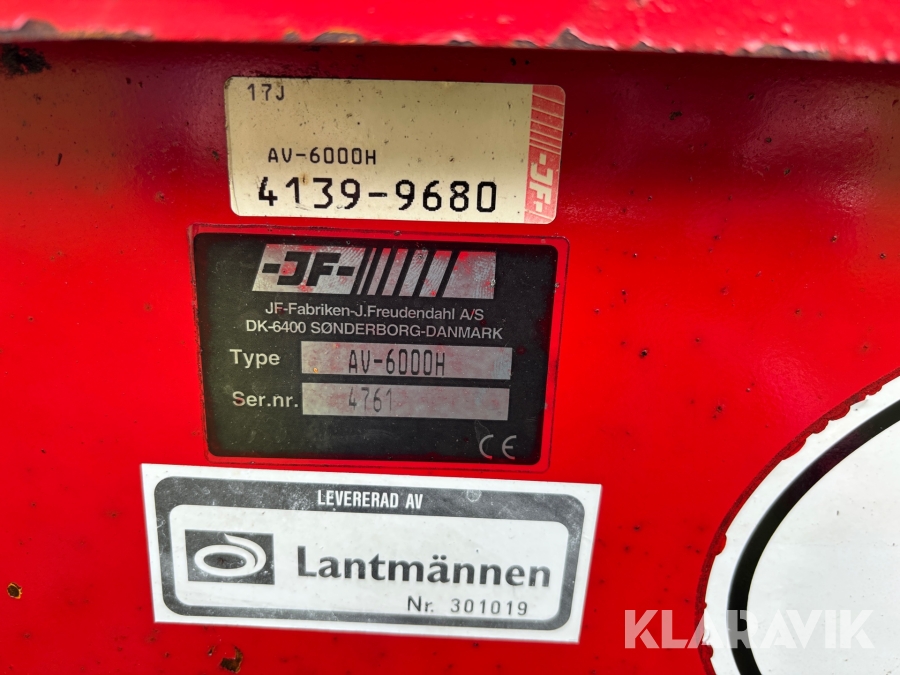 17J
AV-6000H
4139-9680
-JF-
-JF-
JF-Fabriken-J.Freudendahl A/S
DK-6400 SØNDERBORG-DANMARK
Type AV-6000H
Ser.nr. 4761
CE
LEVERERAD AV
Lantmännen
Nr. 301019
KLARAVIK